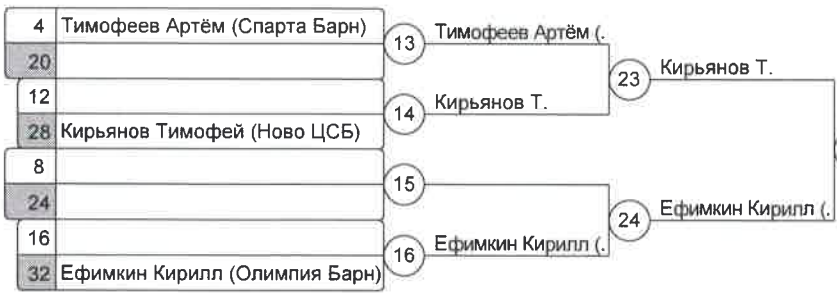 4 Тимофеев Артём (Спарта Барн)
20
13 Тимофеев Артём (.
12
28 Кирьянов Тимофей (Ново ЦСБ)
14 Кирьянов Т.
23 Кирьянов Т.
8
24
15
16
32 Ефимкин Кирилл (Олимпия Барн)
16 Ефимкин Кирилл (.
24 Ефимкин Кирилл (.